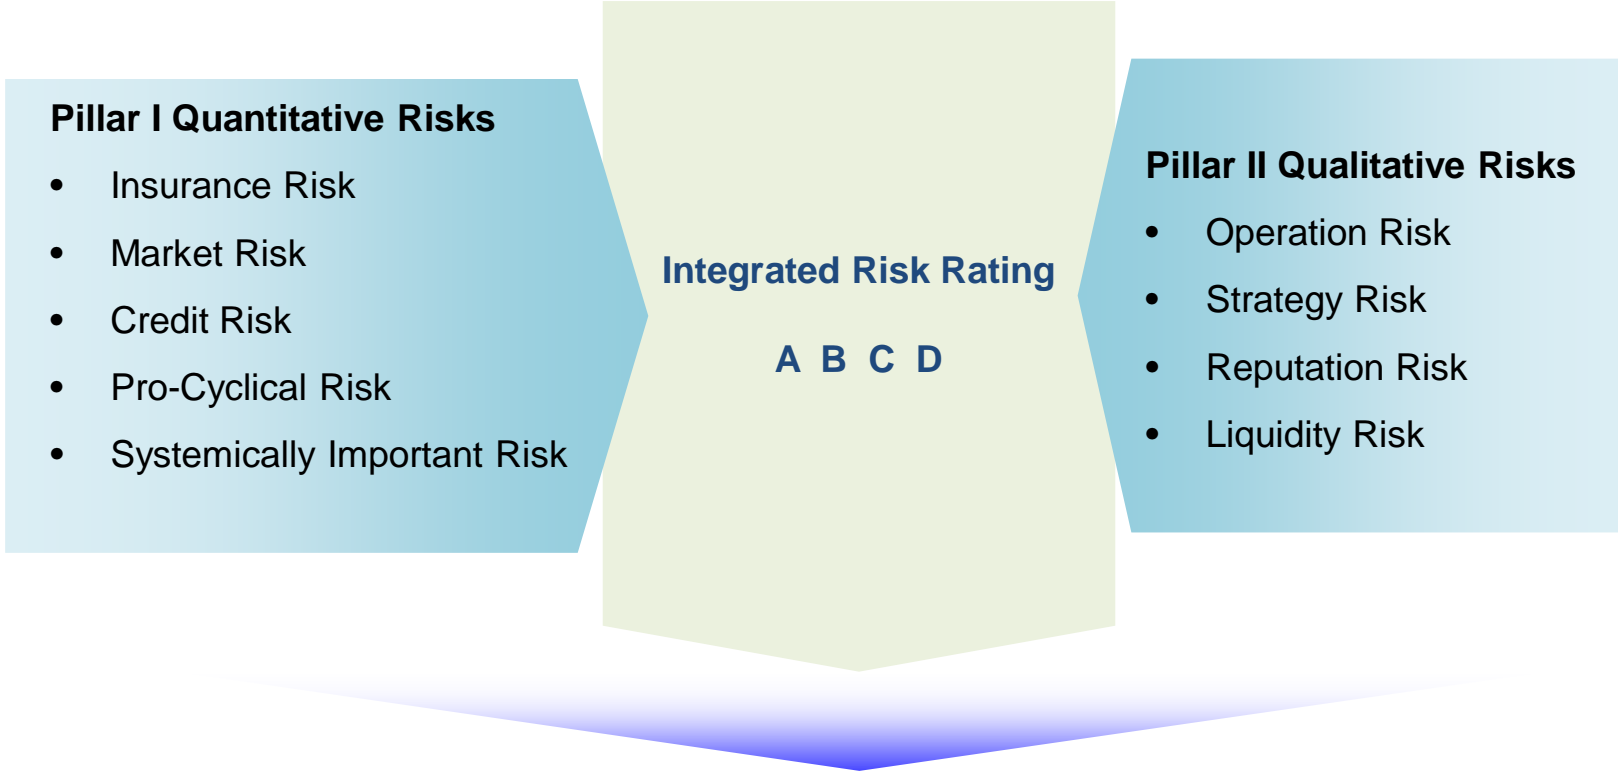 Pillar I Quantitative Risks
• Insurance Risk
• Market Risk
• Credit Risk
• Pro-Cyclical Risk
• Systemically Important Risk
Integrated Risk Rating
A B C D
Pillar II Qualitative Risks
• Operation Risk
• Strategy Risk
• Reputation Risk
• Liquidity Risk